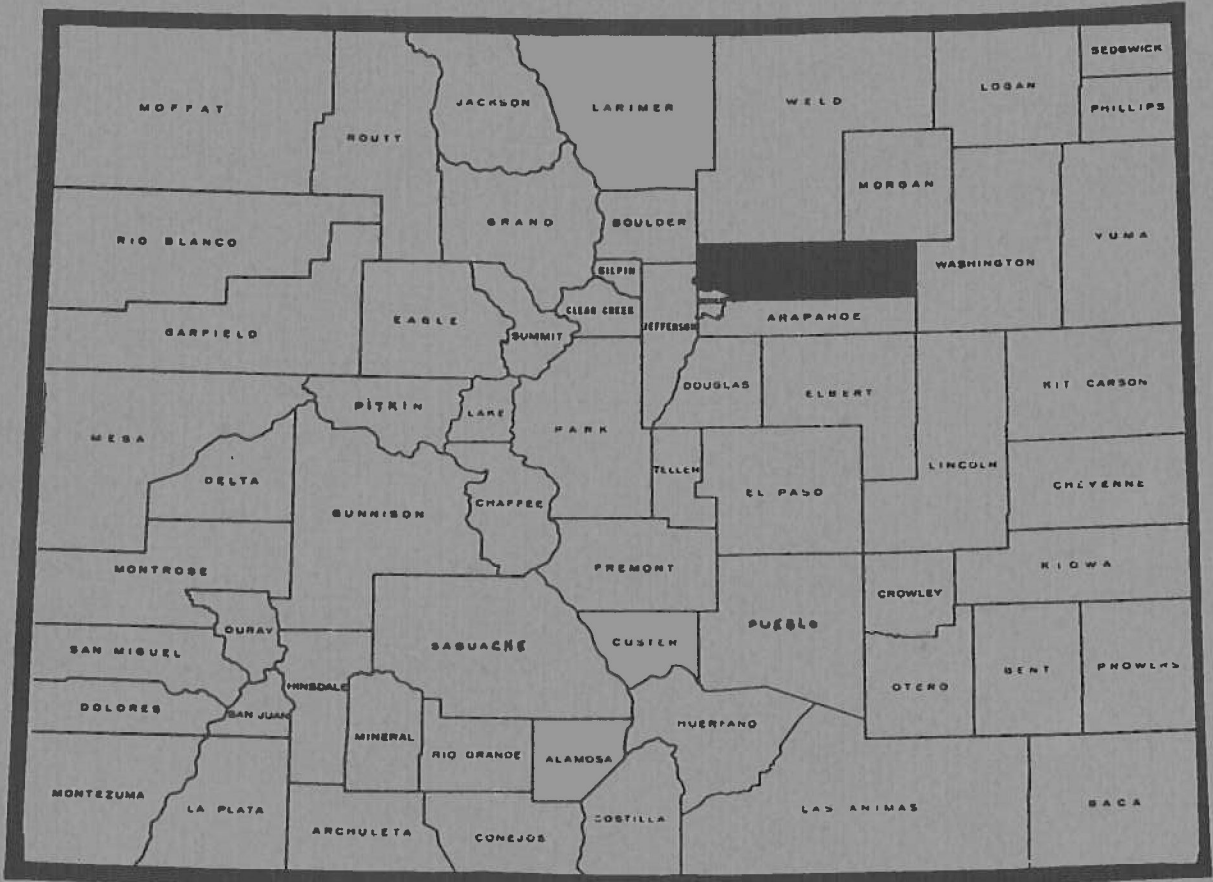 SEDGWICK
MOFFAT
JACKSON
LARIMER
WELD
LOGAN
PHILLIPS
ROUTT
MORGAN
RIO BLANCO
GRAND
BOULDER
WASHINGTON
YUMA
GILPIN
CLEAR CREEK
GARFIELD
EAGLE
SUMMIT
JEFFERSON
ARAPAHOE
DOUGLAS
ELBERT
KIT CARSON
PITKIN
LAKE
PARK
MESA
DELTA
GUNNISON
CHAFFEE
TELLER
EL PASO
LINCOLN
CHEYENNE
MONTROSE
FREMONT
KIOWA
CROWLEY
OURAY
SAN MIGUEL
SAGUACHE
CUSTER
PUEBLO
HINSDALE
OTERO
BENT
PROWERS
DOLORES
SAN JUAN
MINERAL
RIO GRANDE
ALAMOSA
HUERFANO
MONTEZUMA
LA PLATA
ARCHULETA
CONEJOS
COSTILLA
LAS ANIMAS
BACA